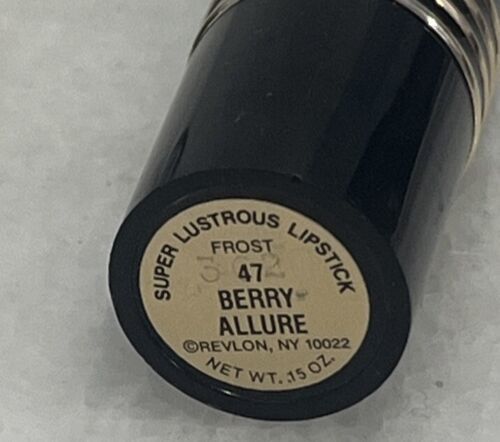 SUPER LUSTROUS LIPSTICK
FROST
47
BERRY
ALLURE
©REVLON, NY 10022
NET WT. .15 OZ.